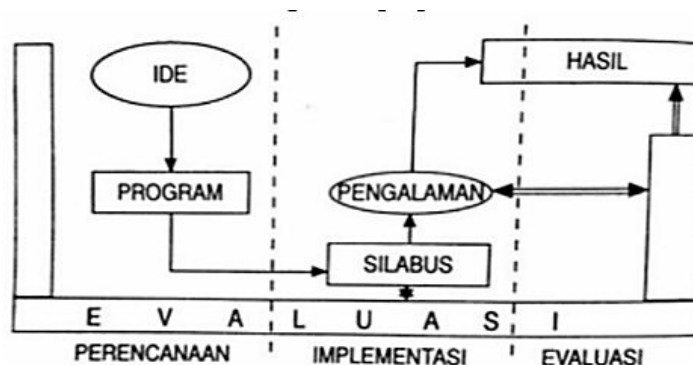 IDE
HASIL
PROGRAM
PENGALAMAN
SILABUS
E V A L U A S I
PERENCANAAN
IMPLEMENTASI
EVALUASI